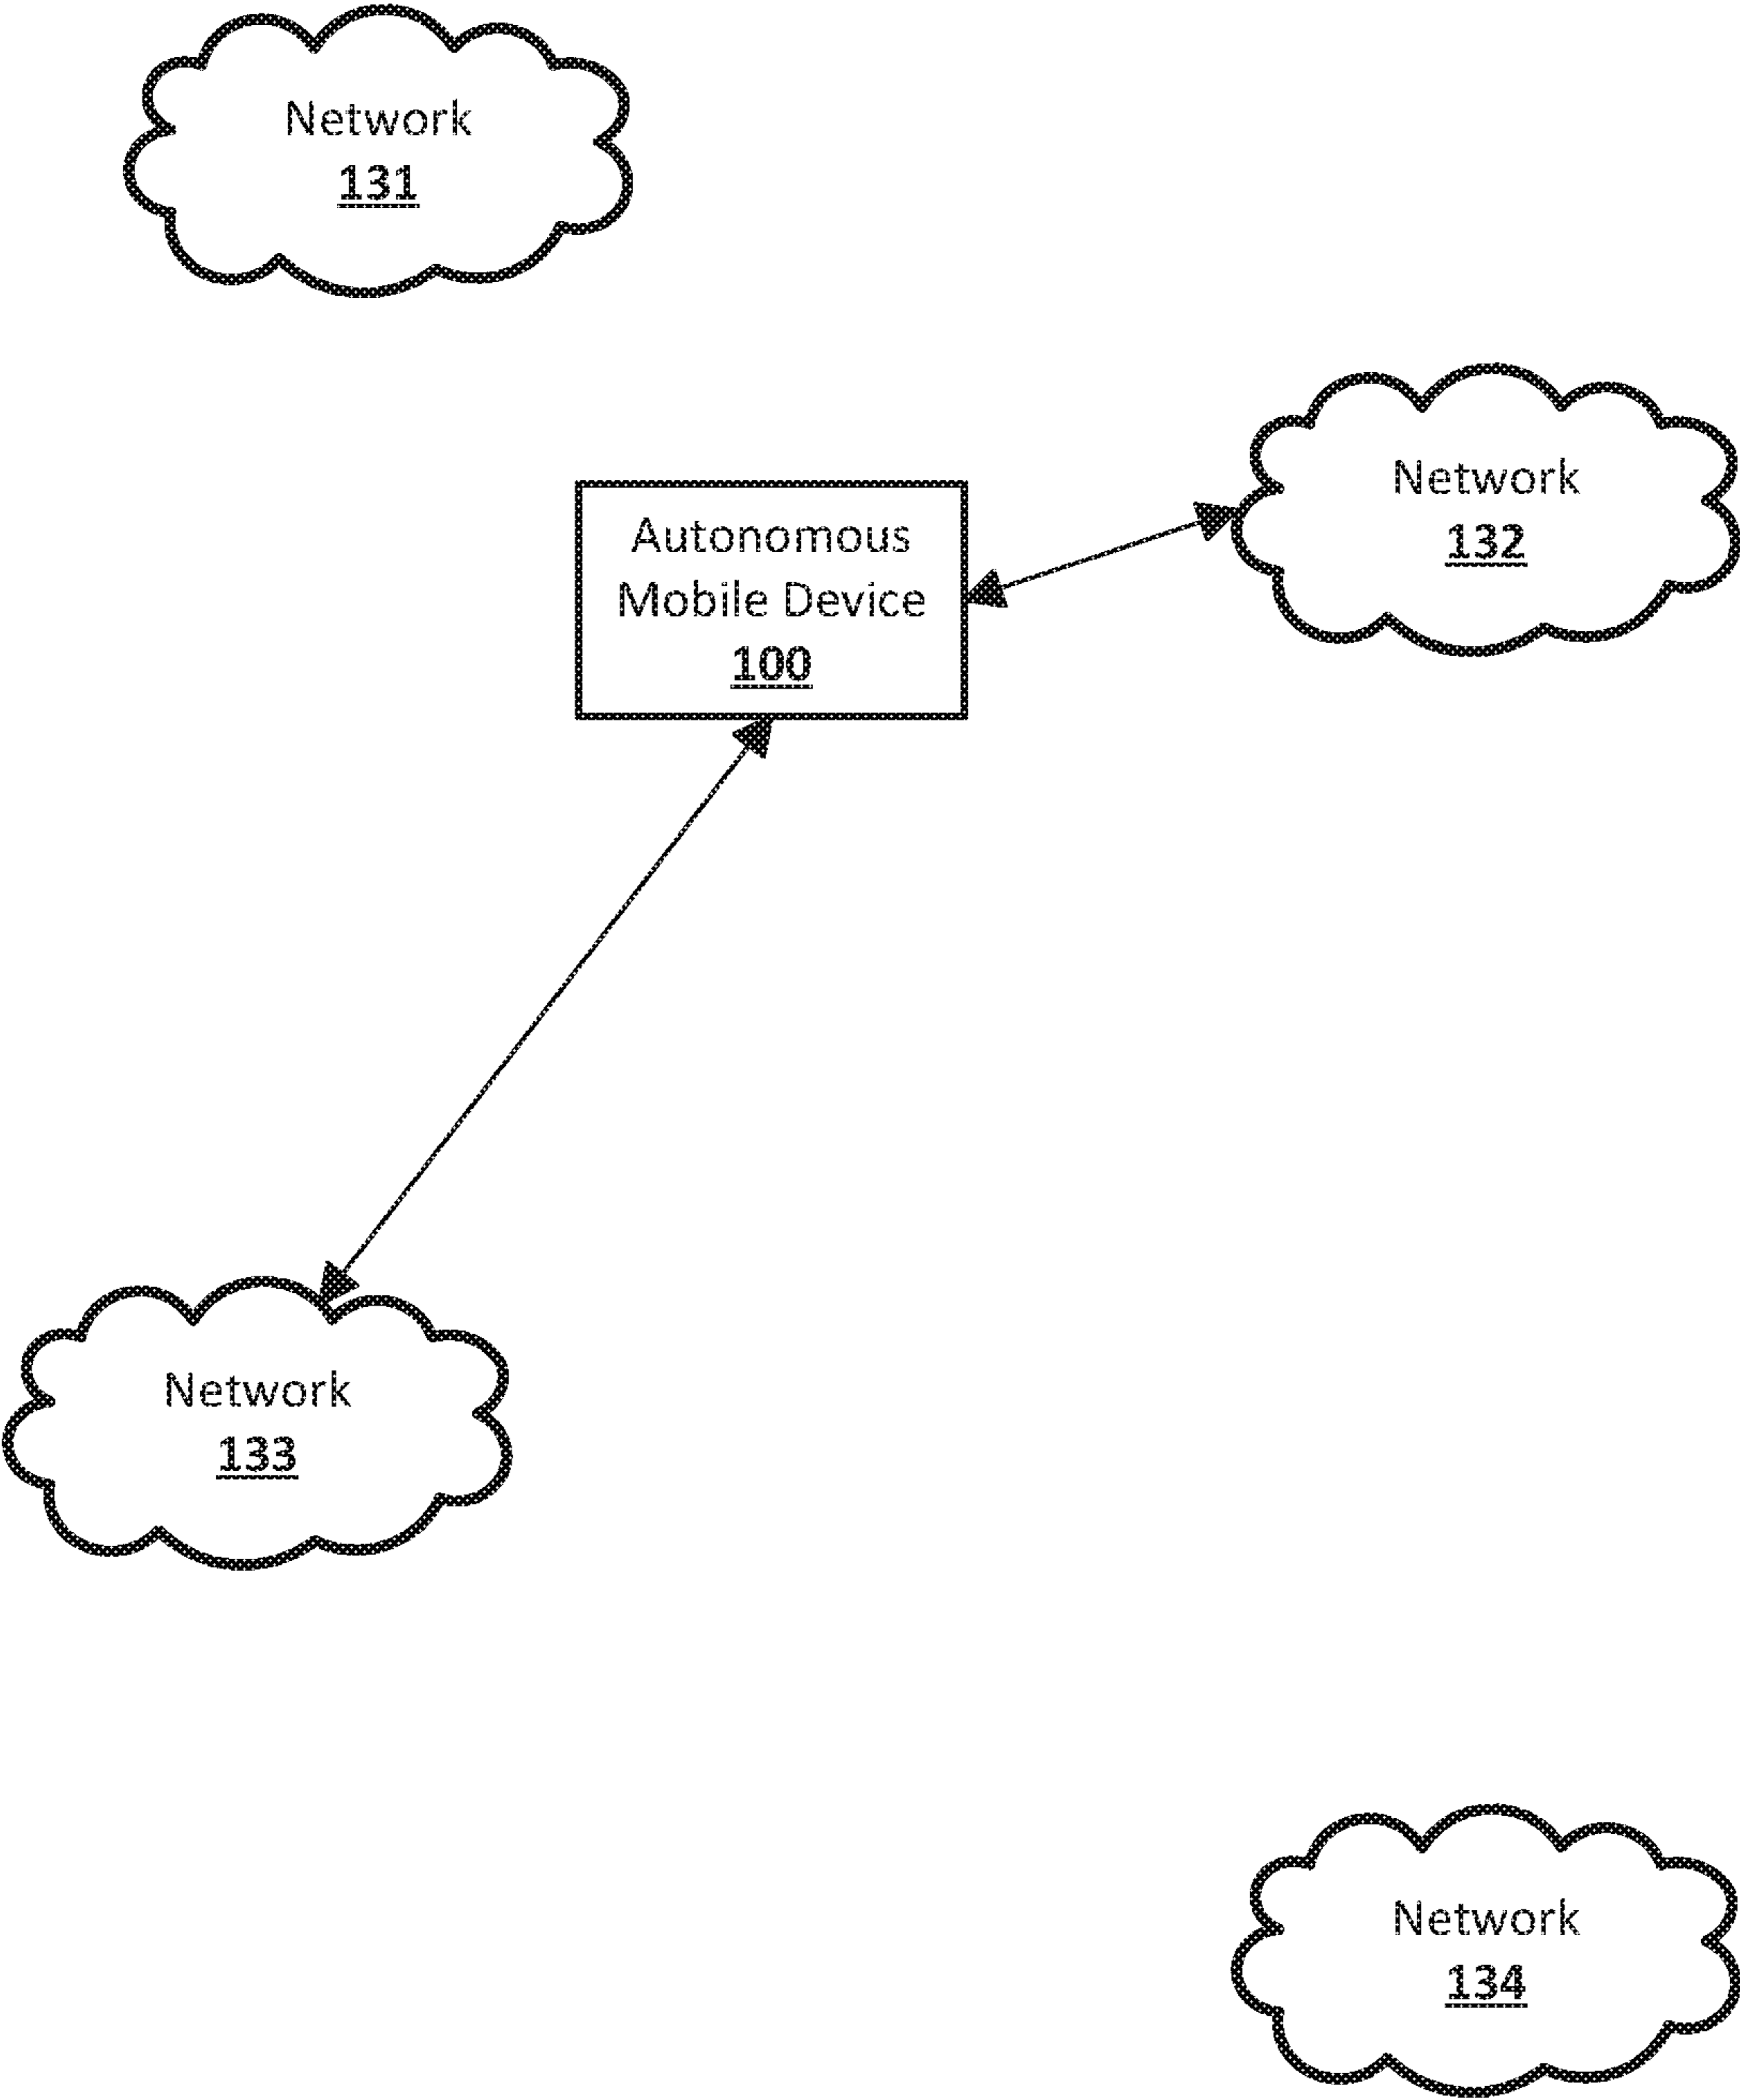 Network
131
Network
132
Autonomous
Mobile Device
100
Network
133
Network
134